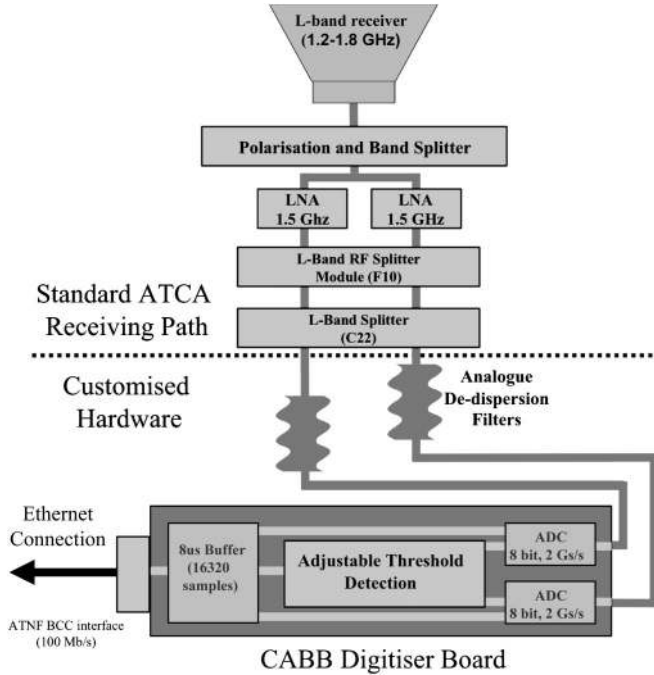 L-band receiver
(1.2-1.8 GHz)
Polarisation and Band Splitter
LNA
1.5 Ghz
LNA
1.5 GHz
L-Band RF Splitter
Module (F10)
Standard ATCA
Receiving Path
L-Band Splitter
(C22)
Customised
Hardware
Analogue
De-dispersion
Filters
Ethernet
Connection
8us Buffer
(16320
samples)
Adjustable Threshold
Detection
ADC
8 bit, 2 Gs/s
ADC
8 bit, 2 Gs/s
ATNF BCC interface
(100 Mb/s)
CABB Digitiser Board